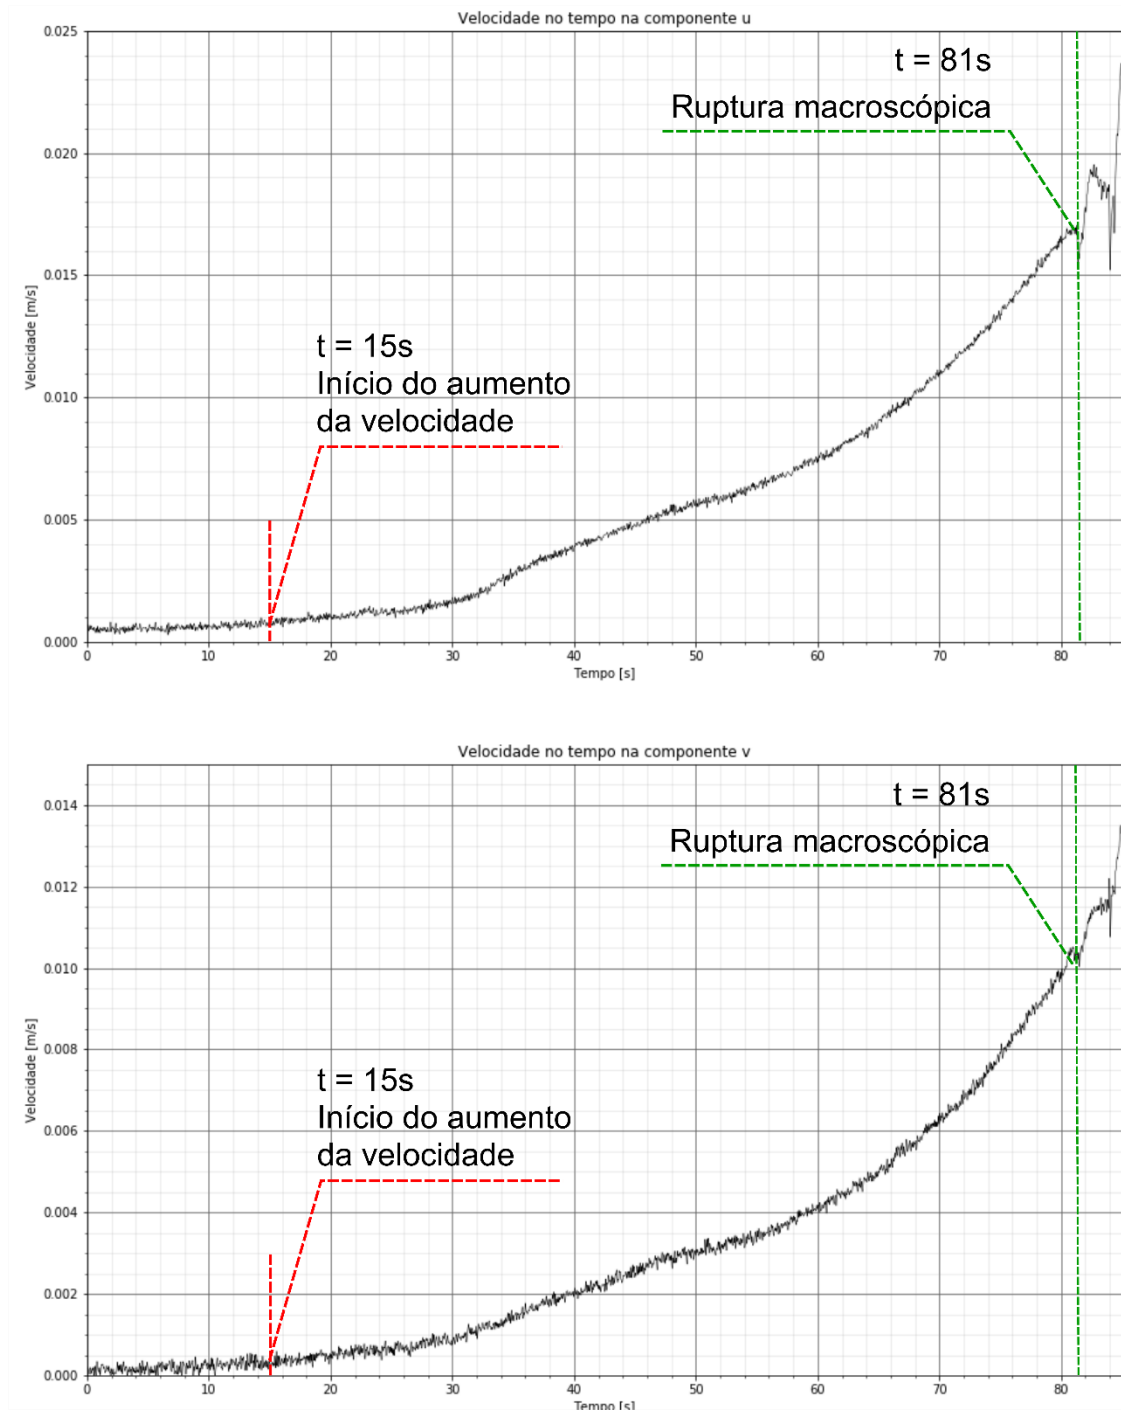 Velocidade no tempo na componente u
0.025
0.020
0.015
0.010
0.005
0.000
Velocidade [m/s]
t = 81s
Ruptura macroscópica
t = 15s
Início do aumento
da velocidade
0 10 20 30 40 50 60 70 80
Tempo [s]
Velocidade no tempo na componente v
0.014
0.012
0.010
0.008
0.006
0.004
0.002
0.000
Velocidade [m/s]
t = 81s
Ruptura macroscópica
t = 15s
Início do aumento
da velocidade
0 10 20 30 40 50 60 70 80
Tempo [s]